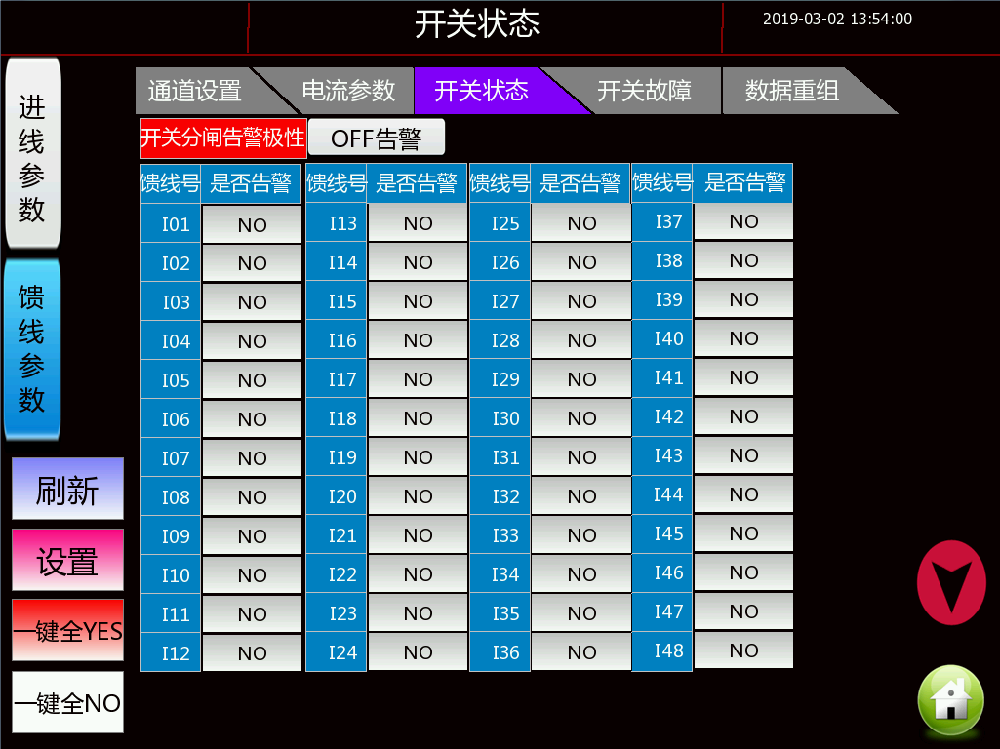 开关状态
2019-03-02 13:54:00
通道设置 电流参数 开关状态 开关故障 数据重组
进线参数
馈线参数
刷新
设置
一键全YES
一键全NO
开关分闸告警极性 OFF告警
馈线号 是否告警 馈线号 是否告警 馈线号 是否告警 馈线号 是否告警
I01 NO I13 NO I25 NO I37 NO
I02 NO I14 NO I26 NO I38 NO
I03 NO I15 NO I27 NO I39 NO
I04 NO I16 NO I28 NO I40 NO
I05 NO I17 NO I29 NO I41 NO
I06 NO I18 NO I30 NO I42 NO
I07 NO I19 NO I31 NO I43 NO
I08 NO I20 NO I32 NO I44 NO
I09 NO I21 NO I33 NO I45 NO
I10 NO I22 NO I34 NO I46 NO
I11 NO I23 NO I35 NO I47 NO
I12 NO I24 NO I36 NO I48 NO